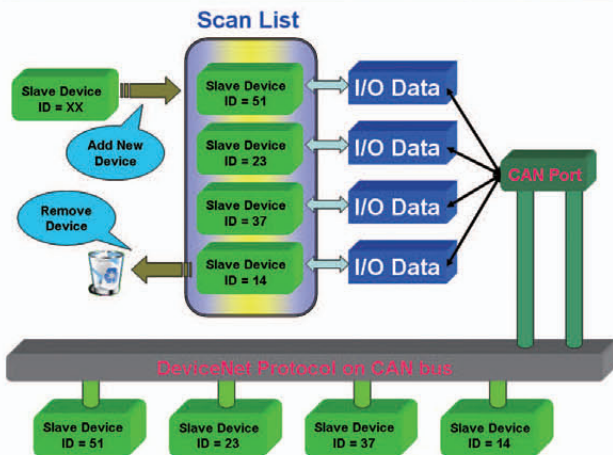 Scan List
Slave Device
ID = XX
Add New
Device
Remove
Device
Slave Device
ID = 51
Slave Device
ID = 23
Slave Device
ID = 37
Slave Device
ID = 14
I/O Data
I/O Data
I/O Data
I/O Data
CAN Port
DeviceNet Protocol on CAN bus
Slave Device
ID = 51
Slave Device
ID = 23
Slave Device
ID = 37
Slave Device
ID = 14